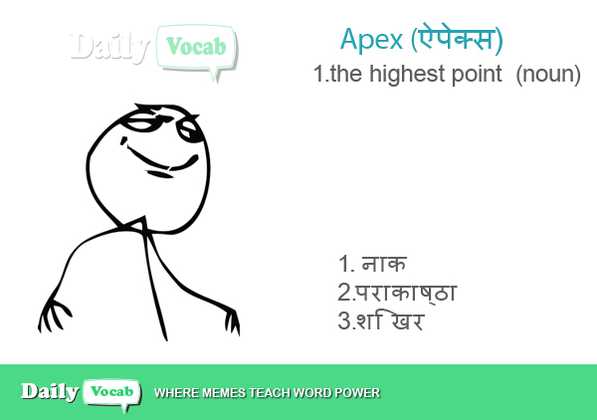 Daily Vocab
Apex (ऐपेक्स)
1.the highest point (noun)
1. नाक
2.पराकाष्ठा
3.शिखर
Daily Vocab WHERE MEMES TEACH WORD POWER